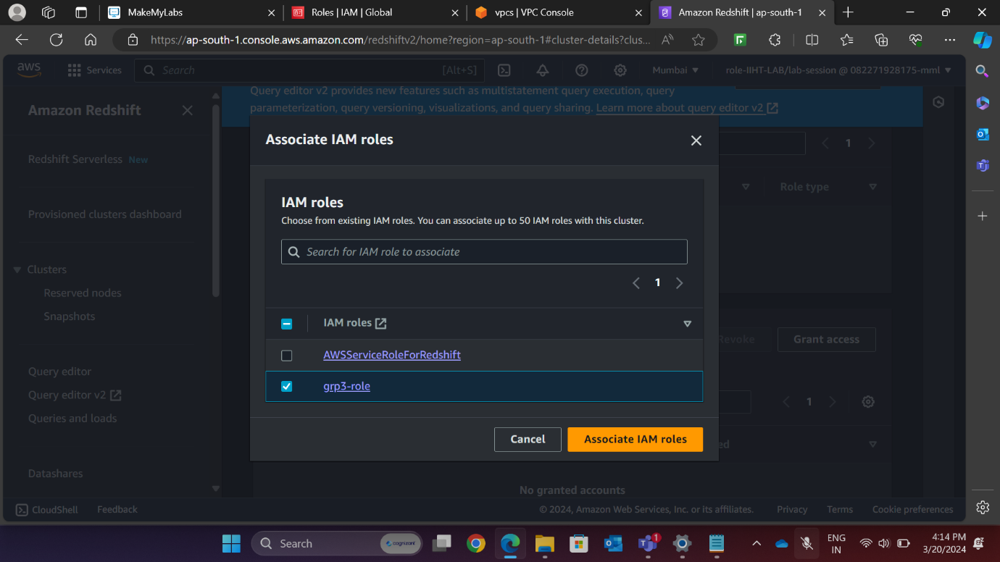 MakeMyLabs
Roles | IAM | Global
vpcs | VPC Console
Amazon Redshift | ap-south-1
https://ap-south-1.console.aws.amazon.com/redshiftv2/home?region=ap-south-1#cluster-details?clus...
aws
Services
Search
[Alt+S]
Mumbai
role-IIHT-LAB/lab-session @ 082271928175-mml
Query editor v2 provides new features such as multistatement query execution, query
parameterization, query versioning, visualizations, and query sharing. Learn more about query editor v2
Amazon Redshift
Redshift Serverless New
Provisioned clusters dashboard
Clusters
Reserved nodes
Snapshots
Query editor
Query editor v2
Queries and loads
Datashares
1
Role type
Associate IAM roles
IAM roles
Choose from existing IAM roles. You can associate up to 50 IAM roles with this cluster.
Search for IAM role to associate
1
IAM roles
AWSServiceRoleForRedshift
grp3-role
Cancel
Associate IAM roles
Revoke
Grant access
1
ed
No granted accounts
CloudShell
Feedback
© 2024, Amazon Web Services, Inc. or its affiliates.
Privacy
Terms
Cookie preferences
Search
cognizant
1
ENG
IN
4:14 PM
3/20/2024